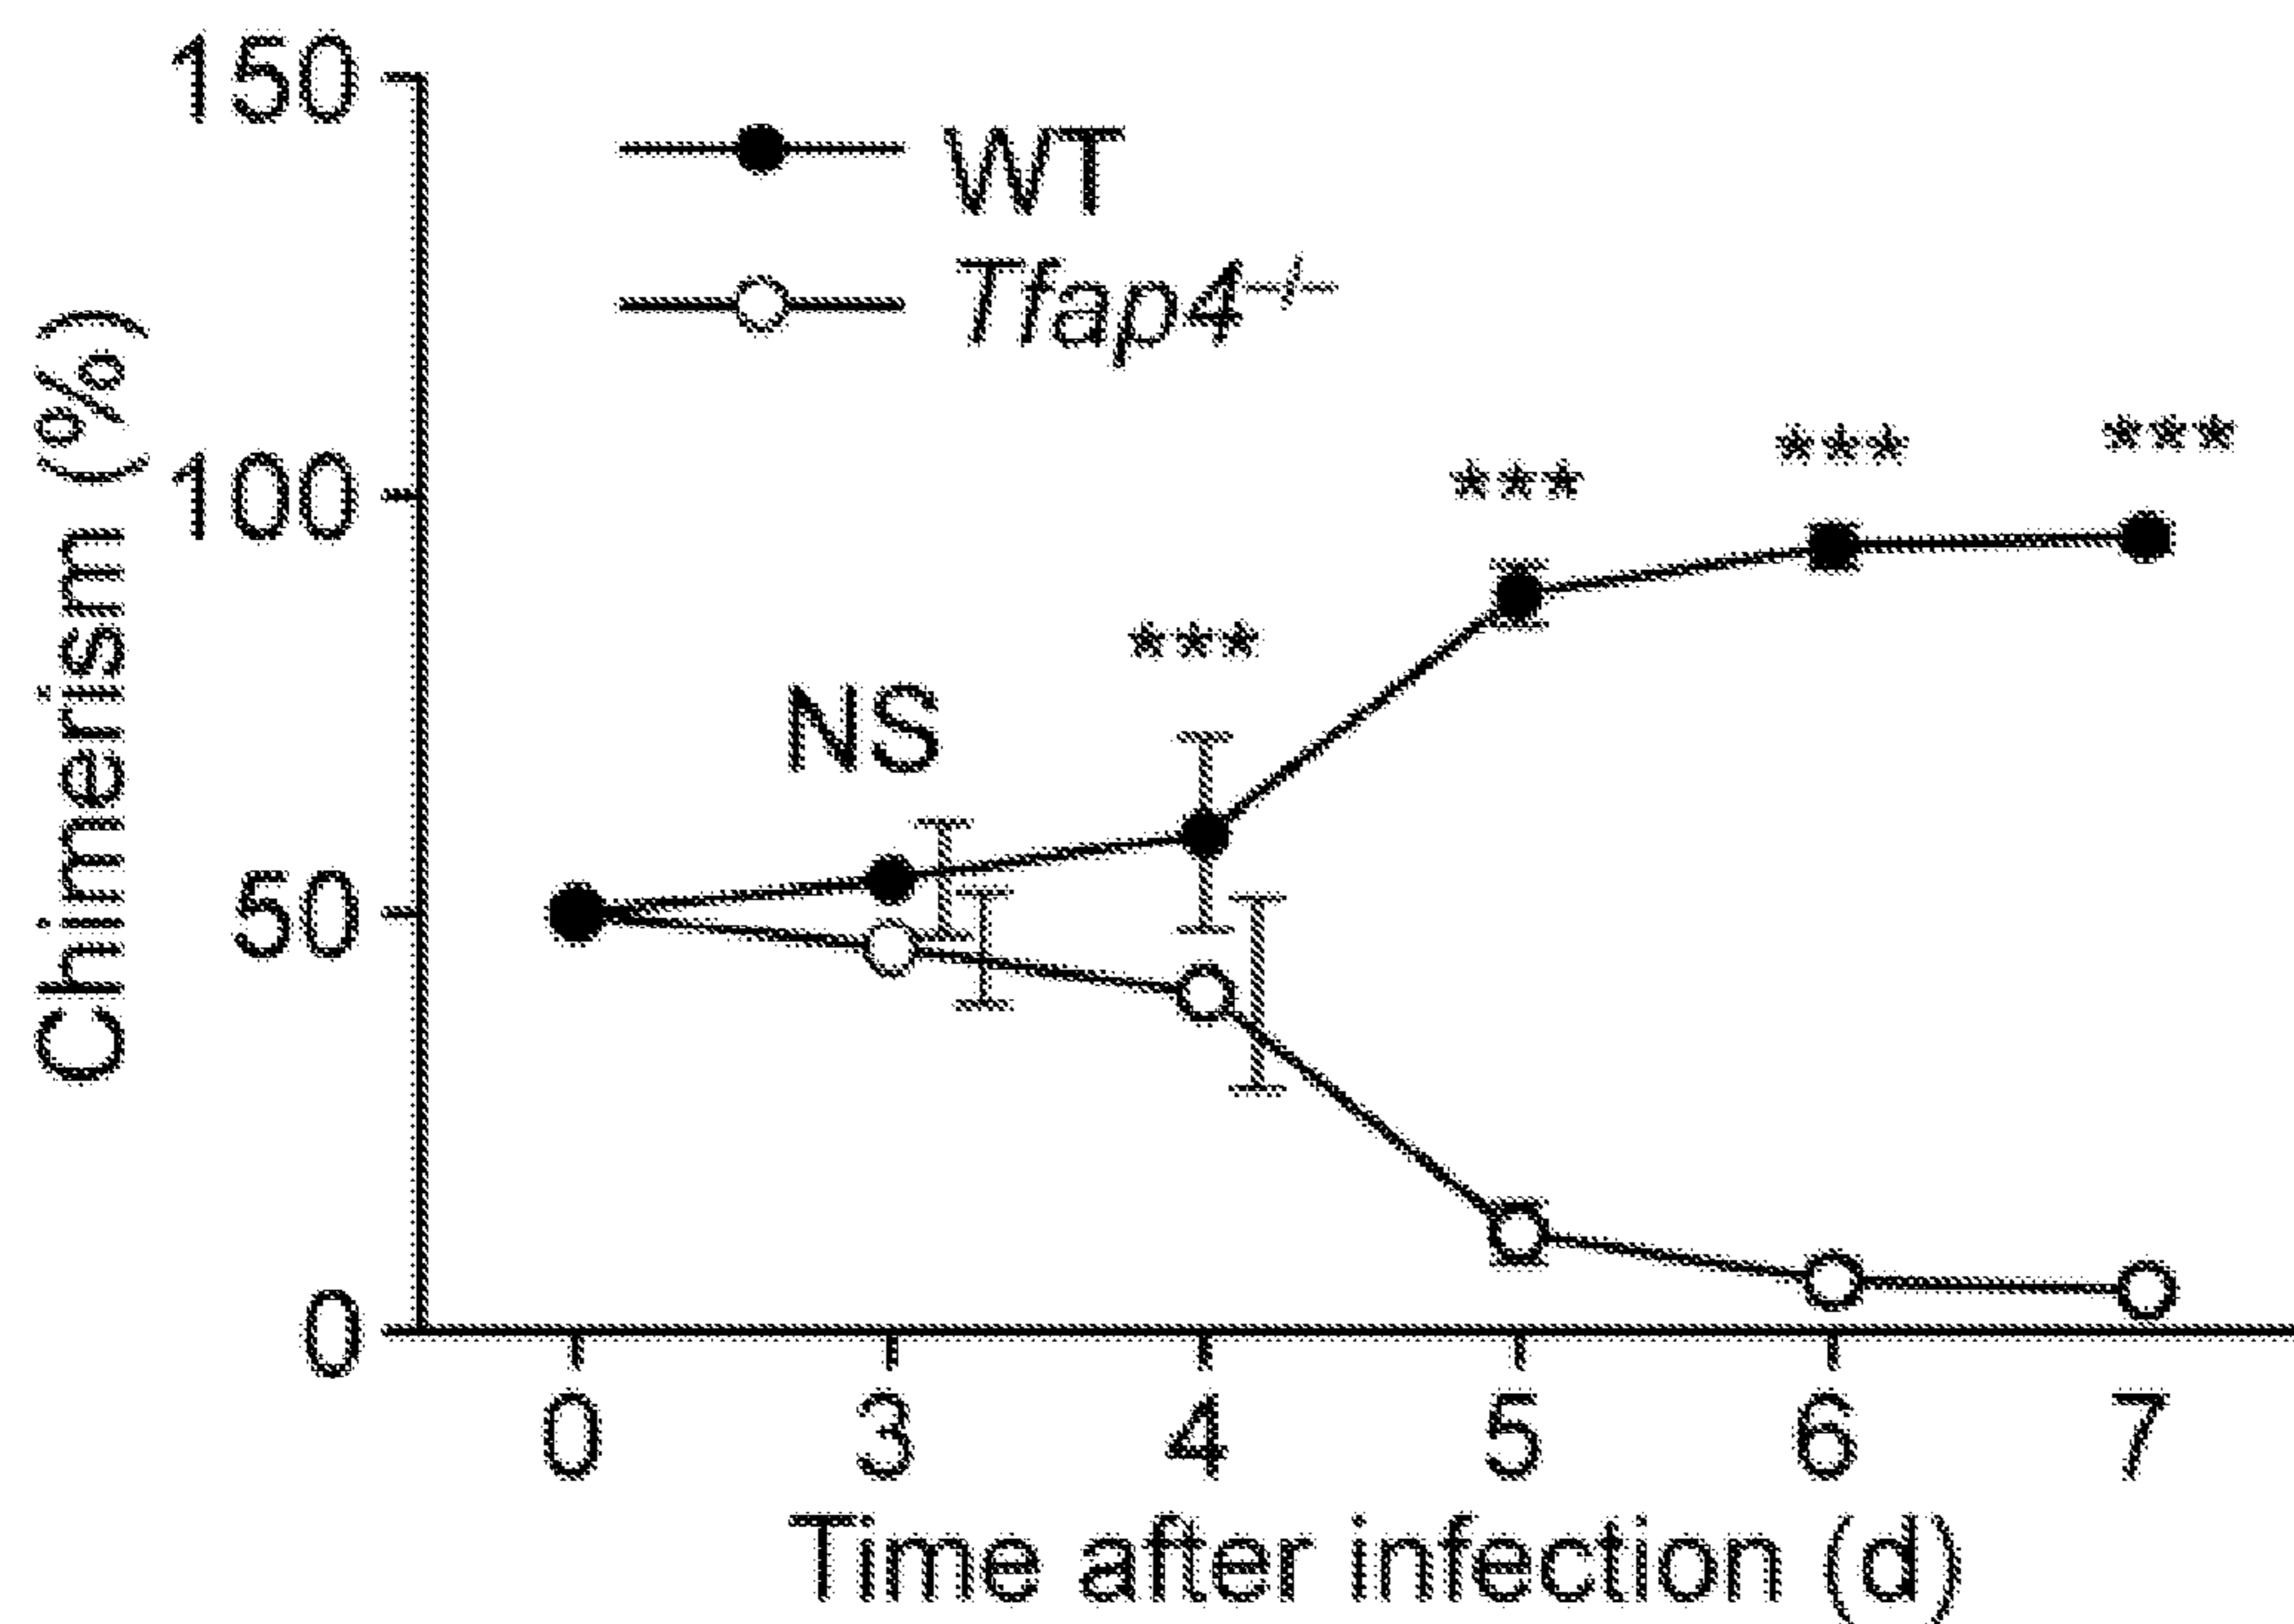 150
100
50
0
Chimerism (%)
WT
Tfap4−/−
NS
***
***
***
***
0 3 4 5 6 7
Time after infection (d)